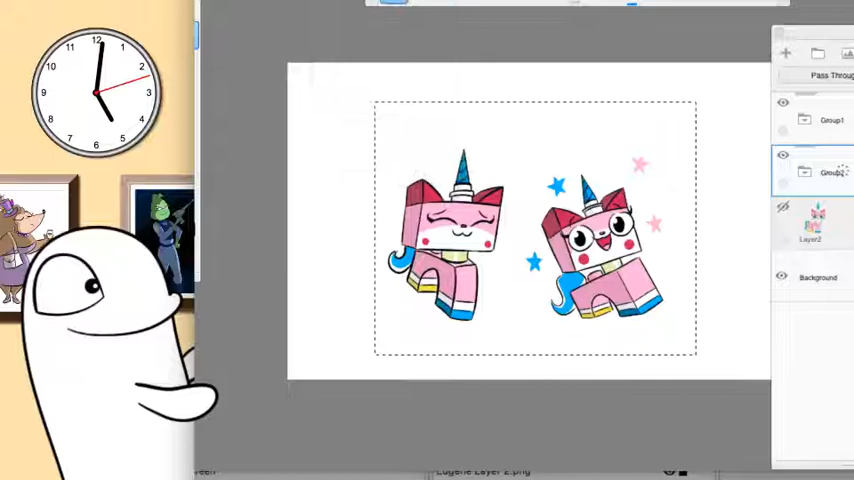 12
11
1
10
2
9
3
8
4
7
5
6
Pass Throug
Group1
Group2
Layer2
Background
reen
Eugene Layer 2.png